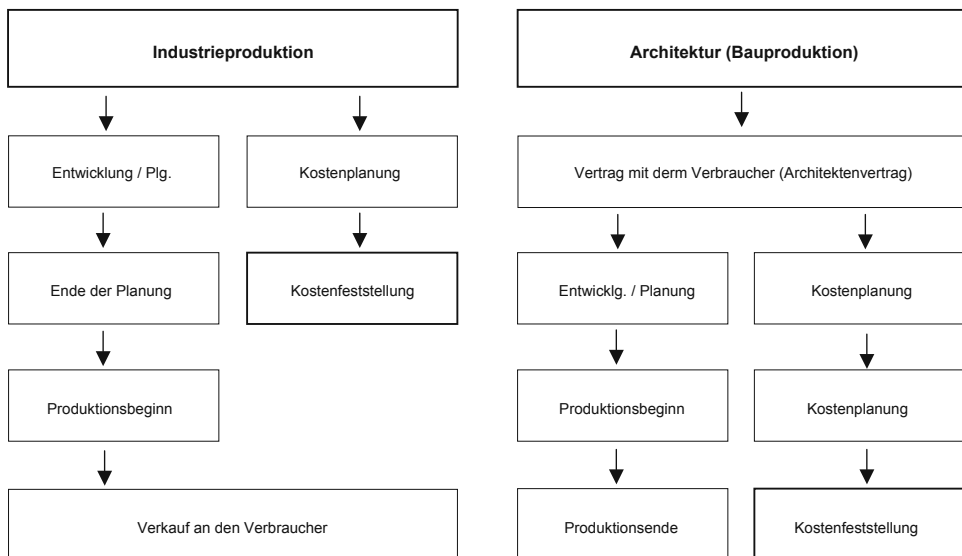 Industrieproduktion
Architektur (Bauproduktion)
Entwicklung / Plg.
Kostenplanung
Vertrag mit derm Verbraucher (Architektenvertrag)
Ende der Planung
Kostenfeststellung
Entwicklg. / Planung
Kostenplanung
Produktionsbeginn
Produktionsbeginn
Kostenplanung
Verkauf an den Verbraucher
Produktionsende
Kostenfeststellung